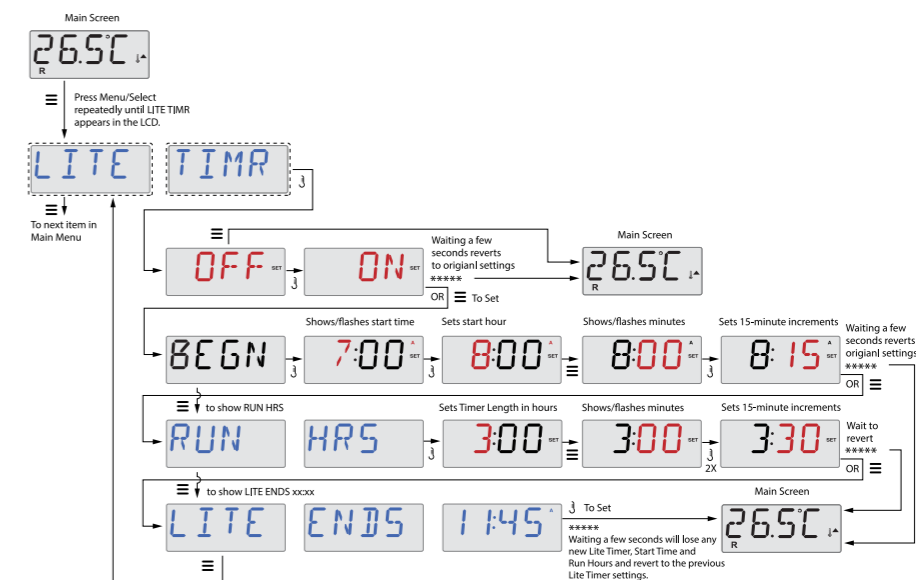 Main Screen
26.5°C
R
Press Menu/Select
repeatedly until LITE TIMR
appears in the LCD.
LITE TIMR
To next item in
Main Menu
OFF SET
ON SET
Waiting a few
seconds reverts
to origianl settings
*****
OR ☰ To Set
Main Screen
26.5°C
R
BEGN
Shows/flashes start time
7:00 A SET
Sets start hour
8:00 A SET
Shows/flashes minutes
8:00 A SET
Sets 15-minute increments
8:15 A SET
Waiting a few
seconds reverts
origianl settings
*****
OR ☰
☰ to show RUN HRS
RUN HRS
Sets Timer Length in hours
3:00 SET
Shows/flashes minutes
3:00 SET
2X
Sets 15-minute increments
3:30 SET
Wait to
revert
*****
OR ☰
☰ to show LITE ENDS xx:xx
LITE ENDS 11:45 A
To Set
*****
Waiting a few seconds will lose any
new Lite Timer, Start Time and
Run Hours and revert to the previous
Lite Timer settings.
Main Screen
26.5°C
R